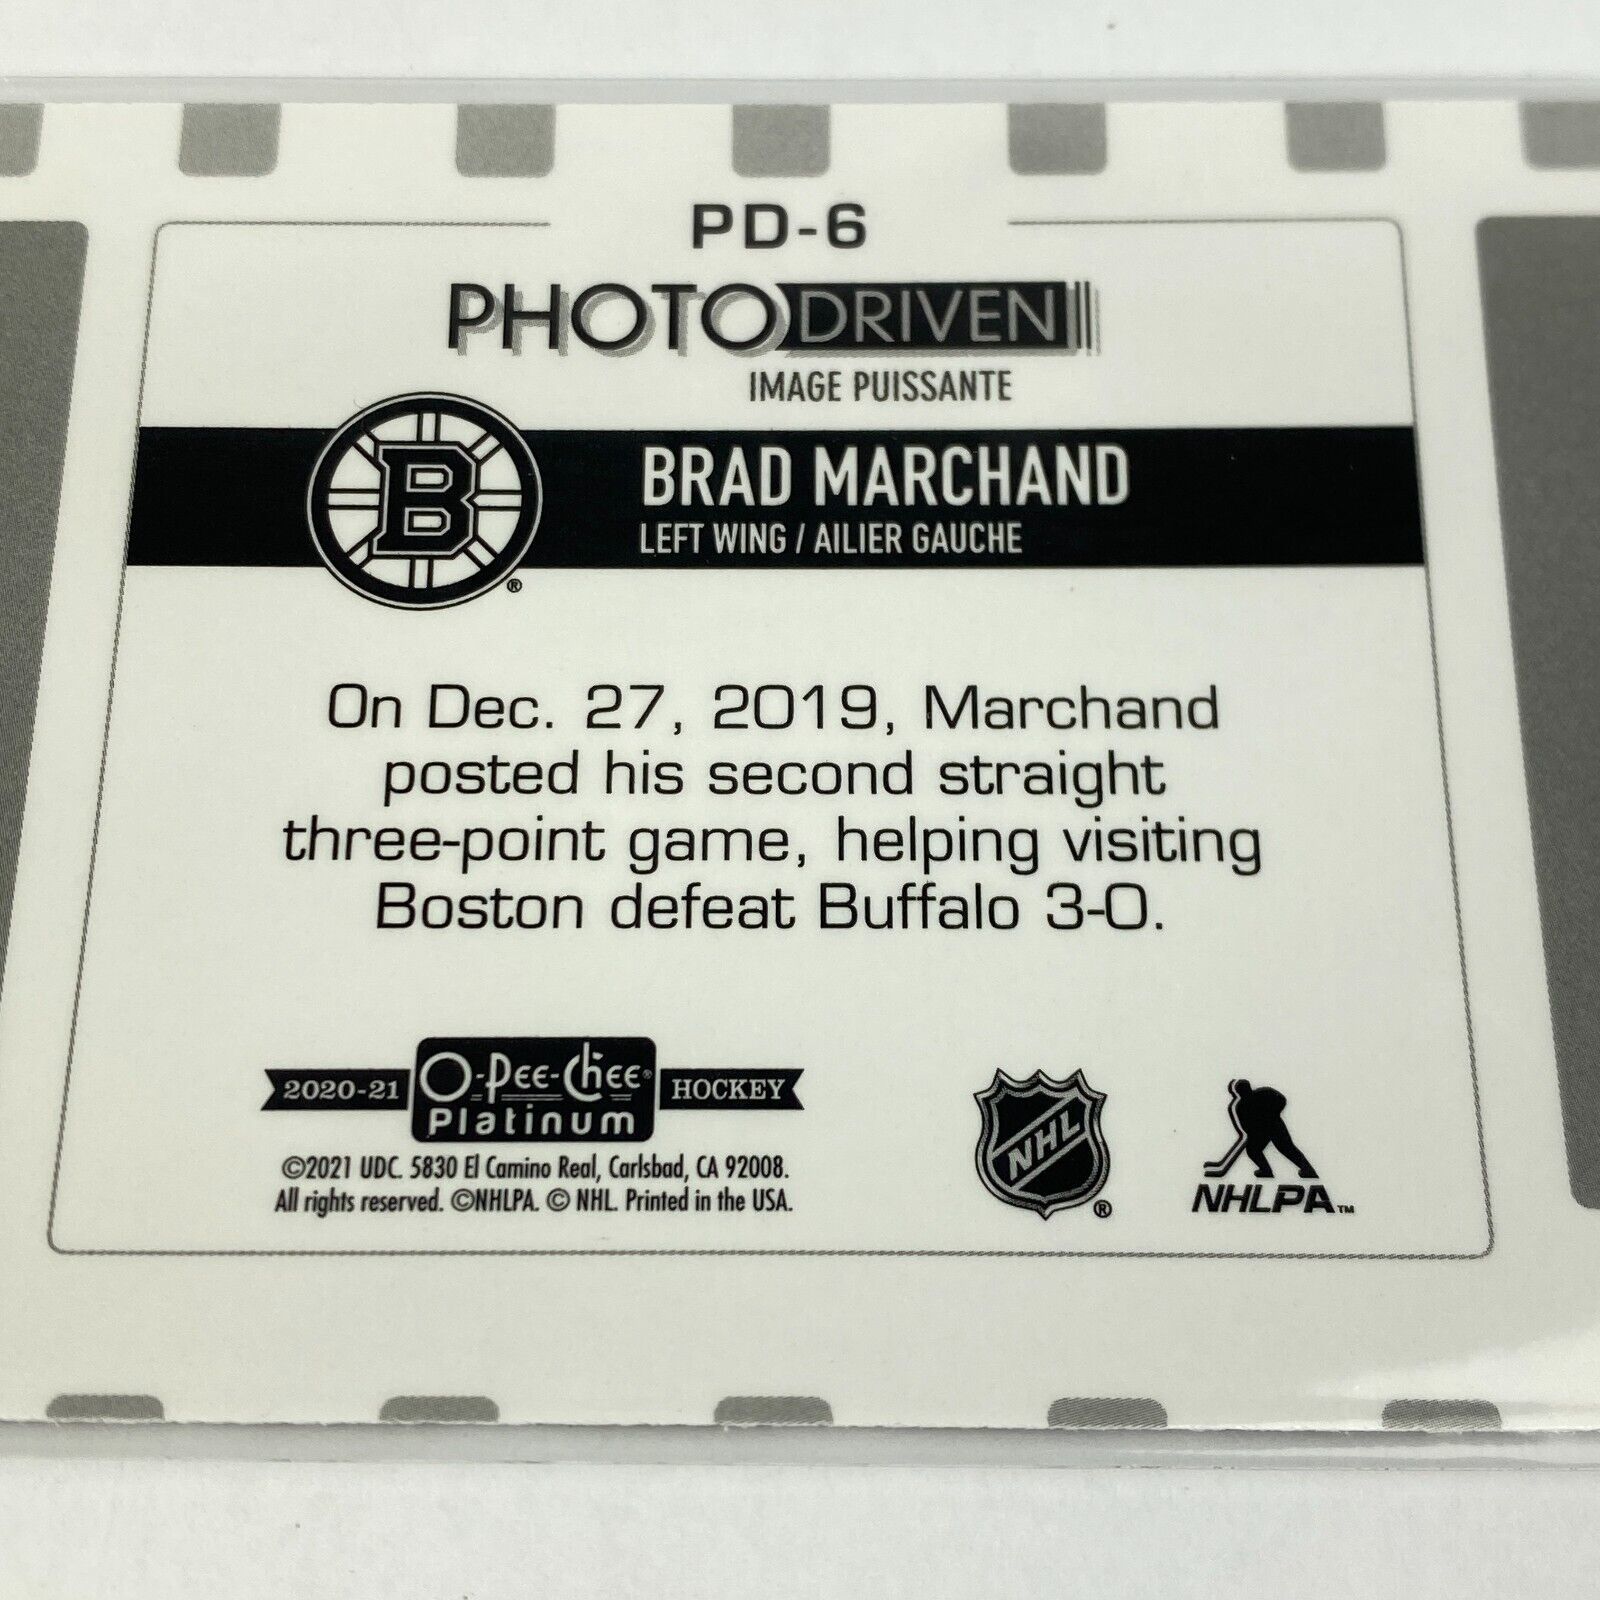 PD-6
PHOTO DRIVEN
IMAGE PUISSANTE
B
®
BRAD MARCHAND
LEFT WING / AILIER GAUCHE
On Dec. 27, 2019, Marchand
posted his second straight
three-point game, helping visiting
Boston defeat Buffalo 3-0.
2020-21 O-Pee-Chee® HOCKEY
Platinum
©2021 UDC. 5830 El Camino Real, Carlsbad, CA 92008.
All rights reserved. ©NHLPA. © NHL. Printed in the USA.
NHL ®
NHLPA™